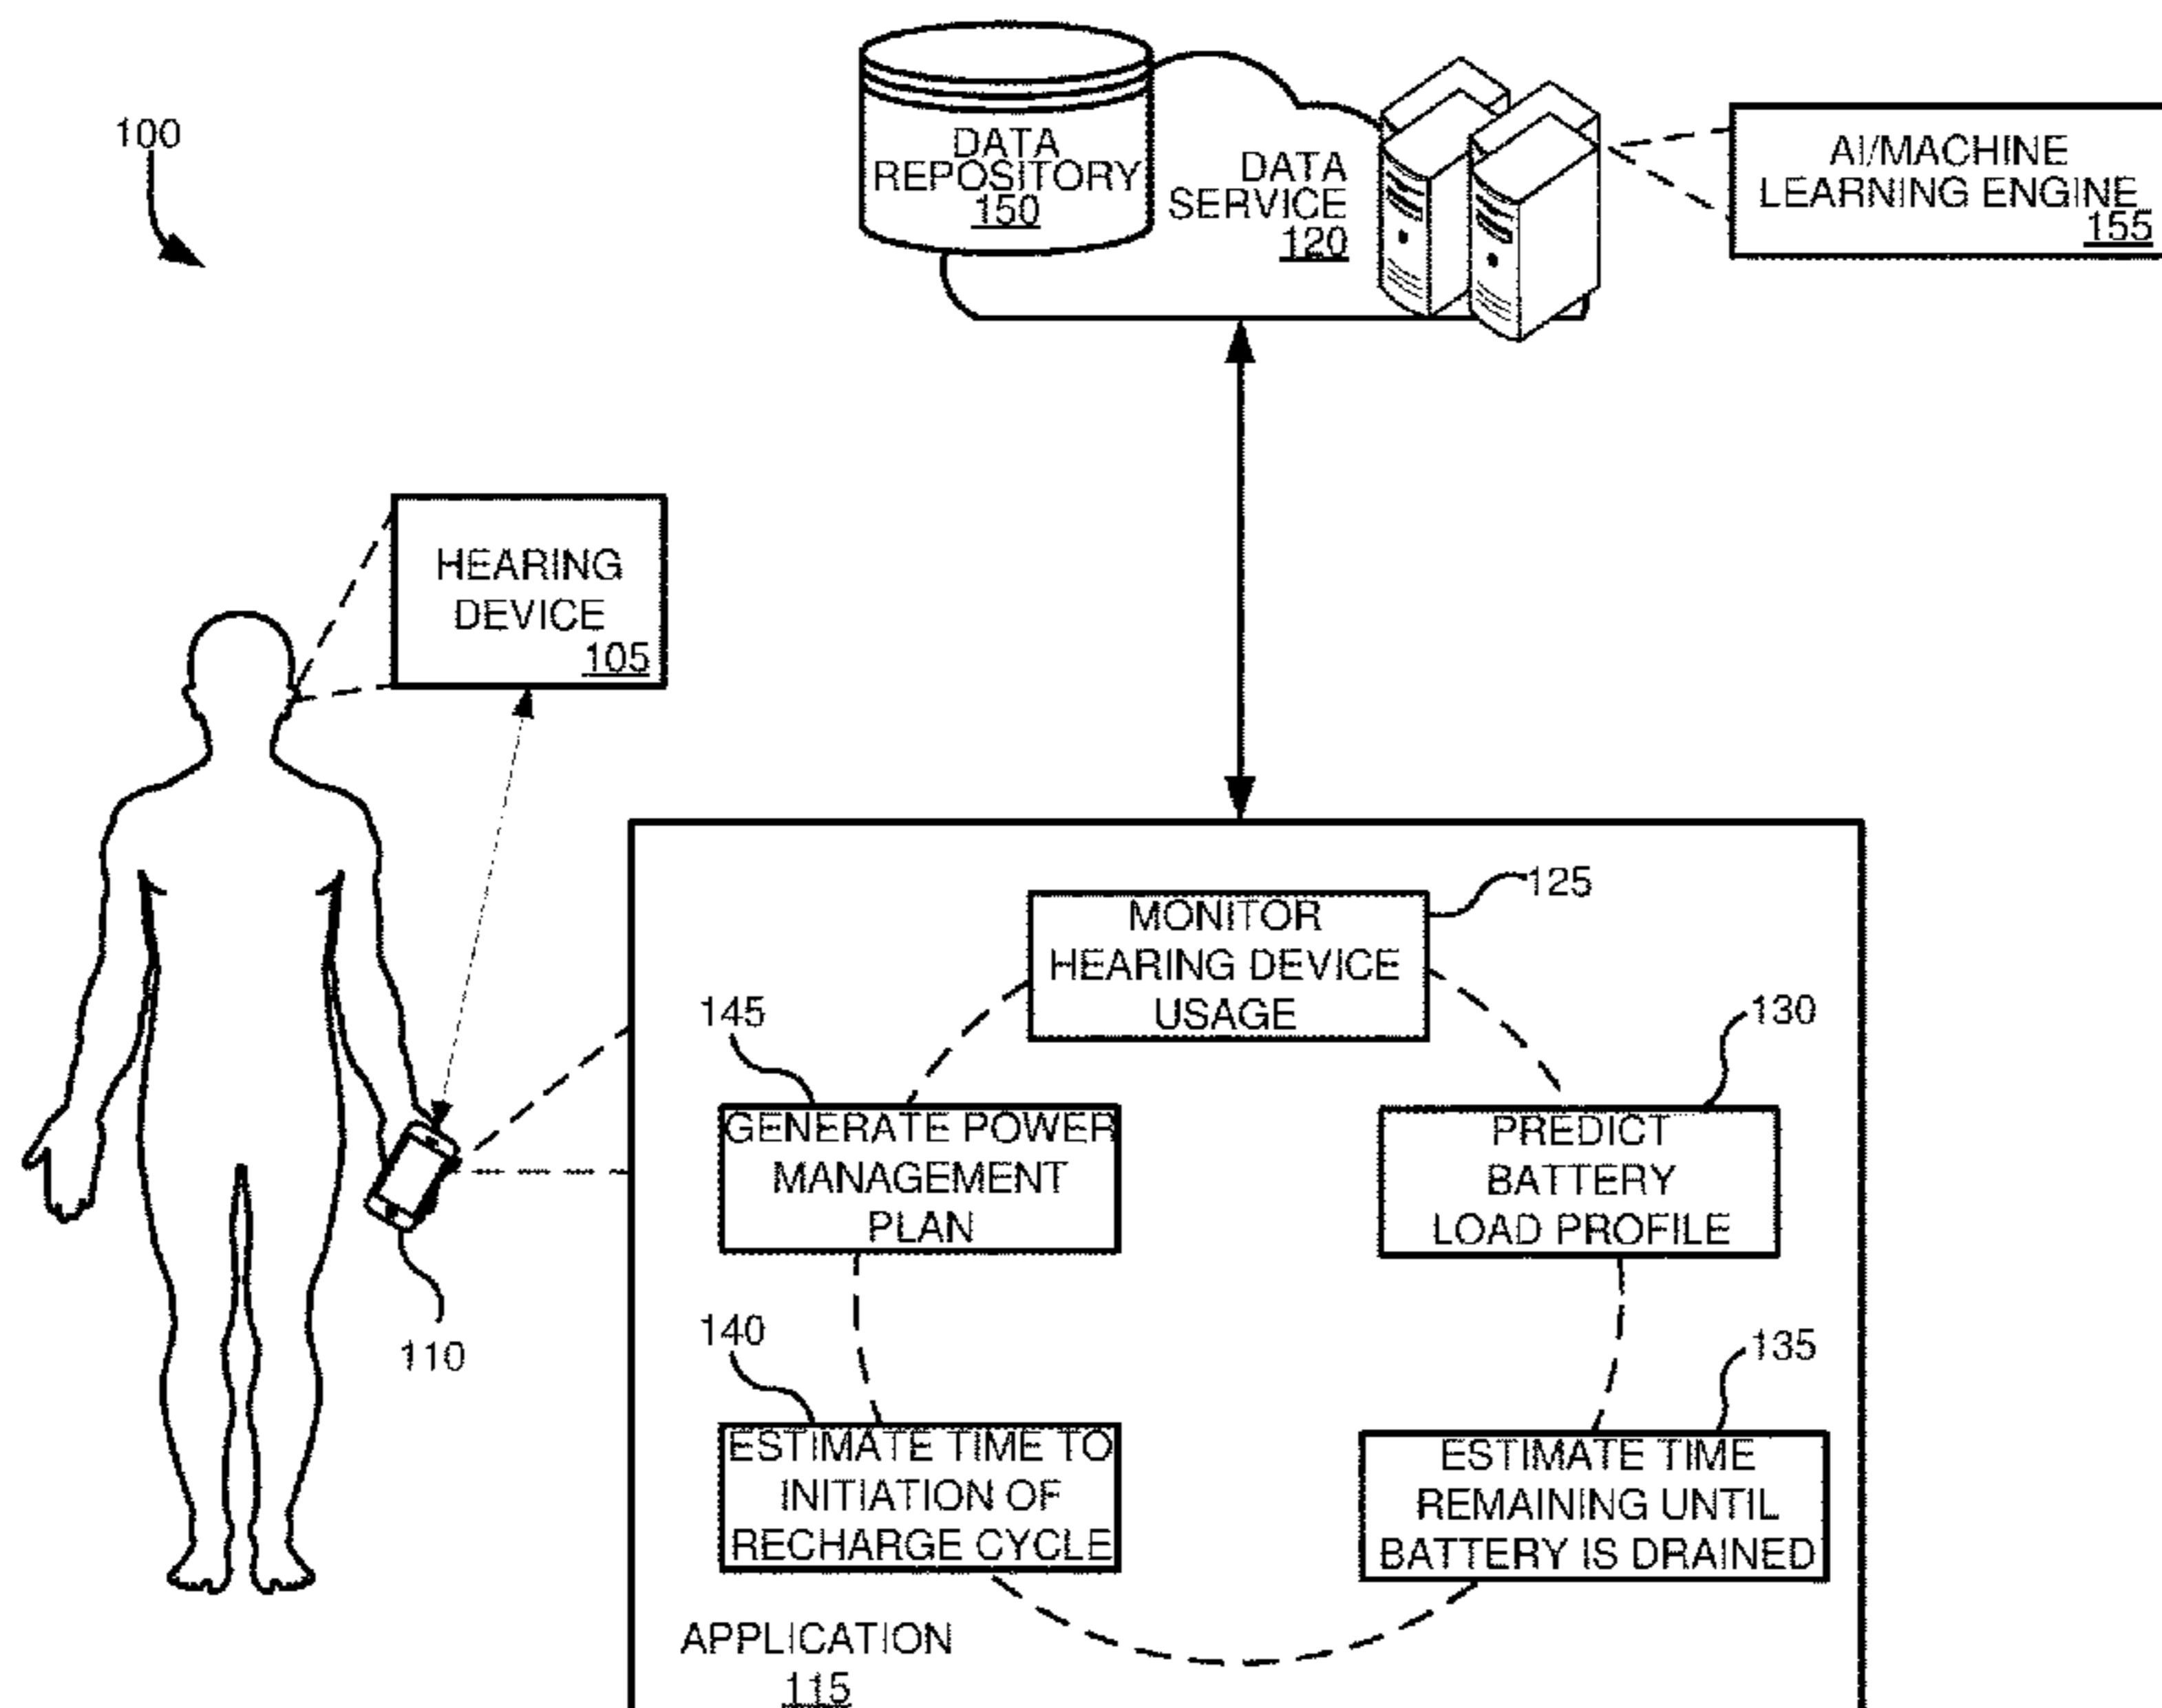 100
DATA
REPOSITORY
150
DATA
SERVICE
120
AI/MACHINE
LEARNING ENGINE
155
HEARING
DEVICE
105
110
125
MONITOR
HEARING DEVICE
USAGE
145
GENERATE POWER
MANAGEMENT
PLAN
130
PREDICT
BATTERY
LOAD PROFILE
140
ESTIMATE TIME TO
INITIATION OF
RECHARGE CYCLE
135
ESTIMATE TIME
REMAINING UNTIL
BATTERY IS DRAINED
APPLICATION
115